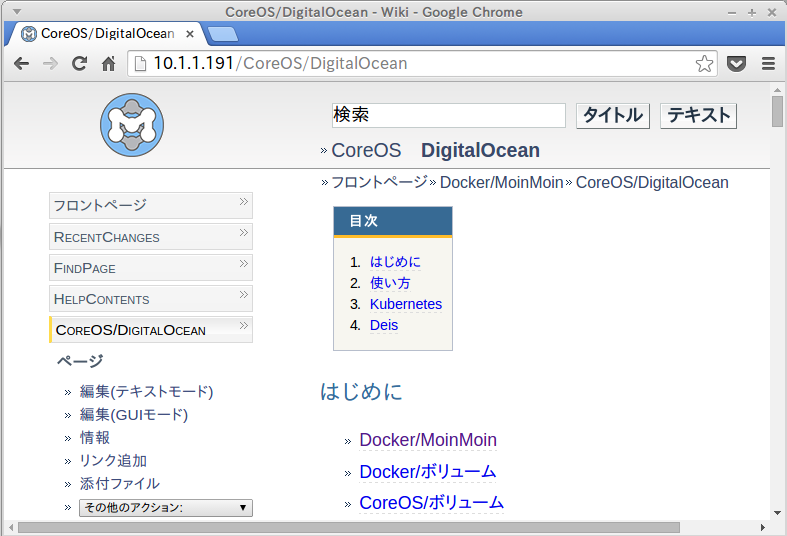 CoreOS/DigitalOcean - Wiki - Google Chrome
CoreOS/DigitalOcean
10.1.1.191/CoreOS/DigitalOcean
検索 タイトル テキスト
CoreOS DigitalOcean
フロントページ Docker/MoinMoin CoreOS/DigitalOcean
フロントページ
RecentChanges
FindPage
HelpContents
CoreOS/DigitalOcean
ページ
編集(テキストモード)
編集(GUIモード)
情報
リンク追加
添付ファイル
その他のアクション:
目次
1. はじめに
2. 使い方
3. Kubernetes
4. Deis
はじめに
Docker/MoinMoin
Docker/ボリューム
CoreOS/ボリューム